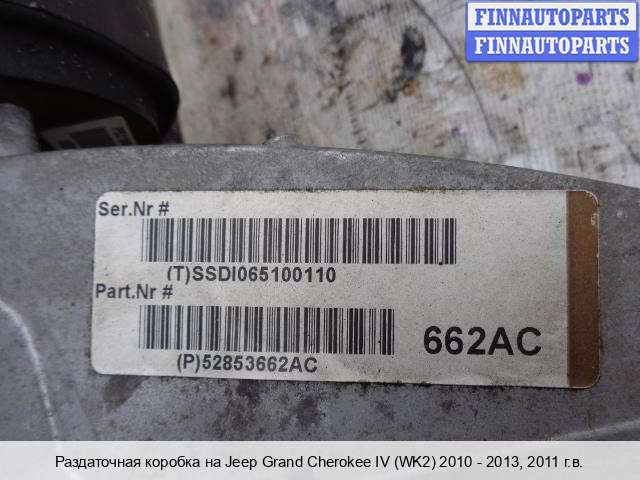 FINNAUTOPARTS
FINNAUTOPARTS
Ser.Nr #
(T)SSDI065100110
Part.Nr #
662AC
(P)52853662AC
Раздаточная коробка на Jeep Grand Cherokee IV (WK2) 2010 - 2013, 2011 г.в.